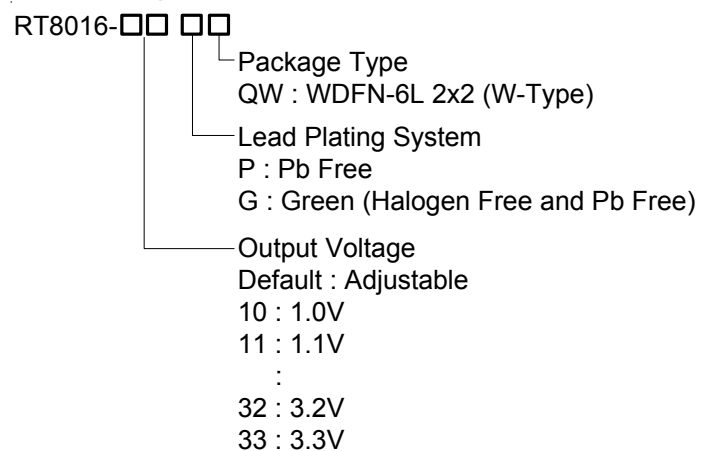 RT8016-□□ □□
Package Type
QW : WDFN-6L 2x2 (W-Type)
Lead Plating System
P : Pb Free
G : Green (Halogen Free and Pb Free)
Output Voltage
Default : Adjustable
10 : 1.0V
11 : 1.1V
:
32 : 3.2V
33 : 3.3V